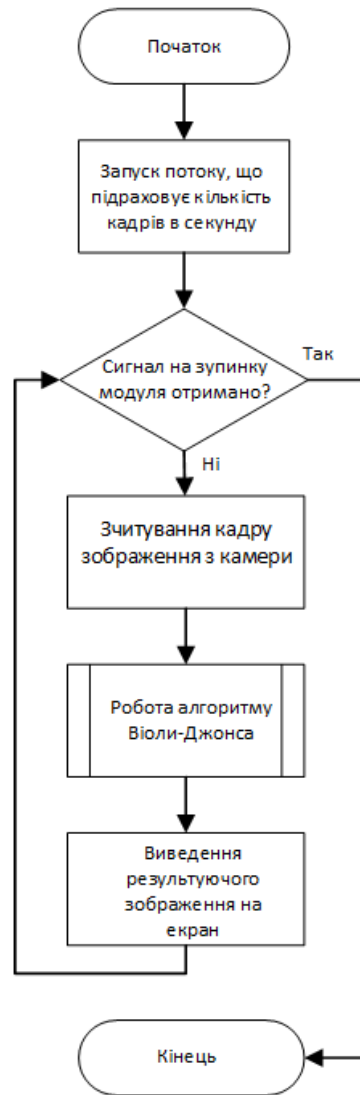 Початок
Запуск потоку, що
підраховує кількість
кадрів в секунду
Сигнал на зупинку
модуля отримано?
Так
Ні
Зчитування кадру
зображення з камери
Робота алгоритму
Віоли-Джонса
Виведення
результуючого
зображення на
екран
Кінець